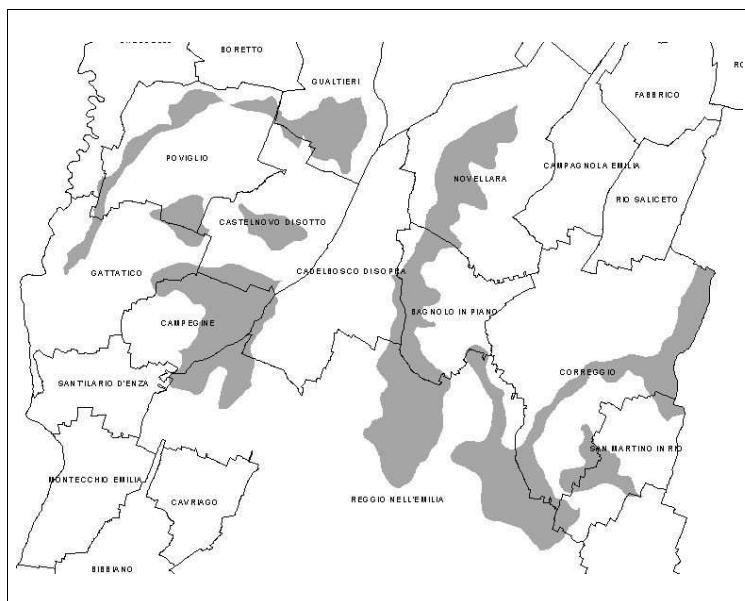 BORETTO
GUALTIERI
RO
FABBRICO
POVIGLIO
CAMPAGNOLA EMILIA
NOVELLARA
RIO SALICETO
CASTELNOVO DI SOTTO
GATTATICO
CADELBOSCO DI SOPRA
BAGNOLO IN PIANO
CAMPEGINE
CORREGGIO
SANT'ILARIO D'ENZA
SAN MARTINO IN RIO
MONTECCHIO EMILIA
CAVRIAGO
REGGIO NELL'EMILIA
BIBBIANO